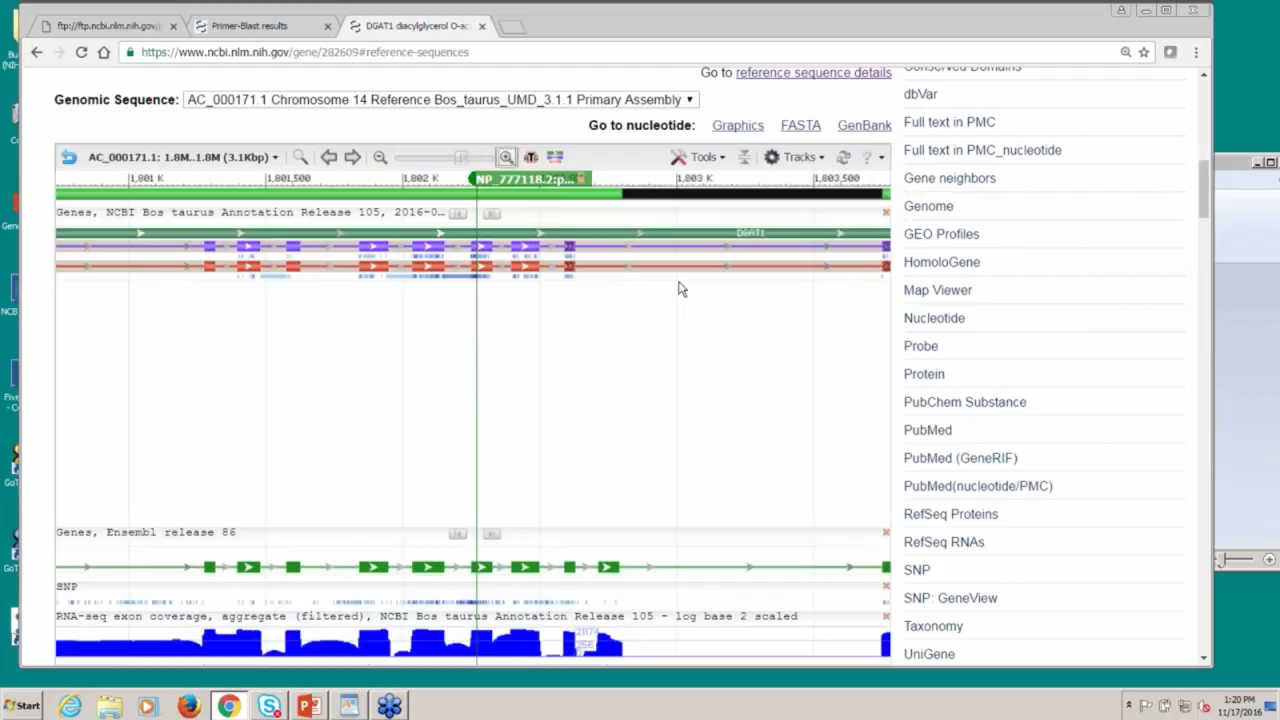 ftp://ftp.ncbi.nlm.nih.gov/
Primer-Blast results
DGAT1 diacylglycerol O-ac
https://www.ncbi.nlm.nih.gov/gene/282609#reference-sequences
Go to reference sequence details
Genomic Sequence: AC_000171.1 Chromosome 14 Reference Bos_taurus_UMD_3.1.1 Primary Assembly
Go to nucleotide: Graphics FASTA GenBank
AC_000171.1: 1.8M..1.8M (3.1Kbp)
Tools
Tracks
?
1,801 K
1,801,500
1,802 K
NP_777118.2:p...
1,803 K
1,803,500
Genes, NCBI Bos taurus Annotation Release 105, 2016-0...
DGAT1
Genes, Ensembl release 86
SNP
RNA-seq exon coverage, aggregate (filtered), NCBI Bos taurus Annotation Release 105 - log base 2 scaled
Conserved Domains
dbVar
Full text in PMC
Full text in PMC_nucleotide
Gene neighbors
Genome
GEO Profiles
HomoloGene
Map Viewer
Nucleotide
Probe
Protein
PubChem Substance
PubMed
PubMed (GeneRIF)
PubMed(nucleotide/PMC)
RefSeq Proteins
RefSeq RNAs
SNP
SNP: GeneView
Taxonomy
UniGene
Start
1:20 PM
11/17/2016